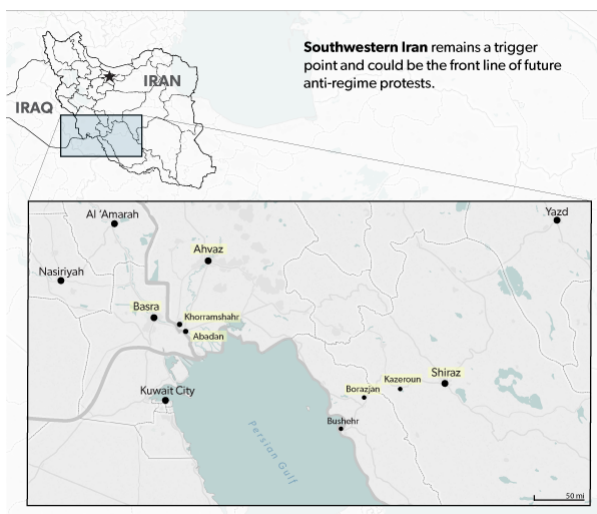 Southwestern Iran remains a trigger
point and could be the front line of future
anti-regime protests.
IRAN
IRAQ
Yazd
Al 'Amarah
Ahvaz
Nasiriyah
Basra
Khorramshahr
Abadan
Shiraz
Kazeroun
Borazjan
Kuwait City
Bushehr
Persian Gulf
50 mi